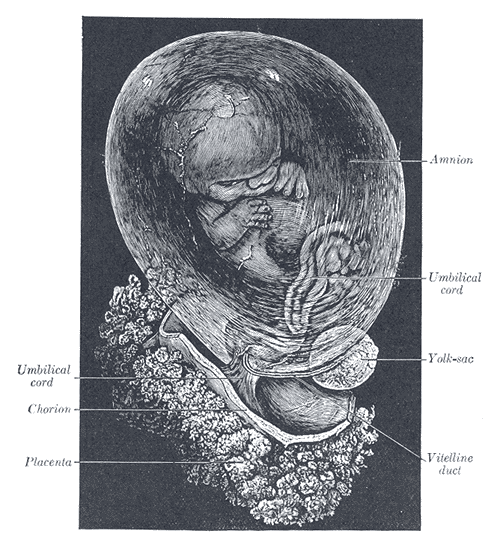 Amnion
Umbilical
cord
Yolk-sac
Umbilical
cord
Chorion
Placenta
Vitelline
duct